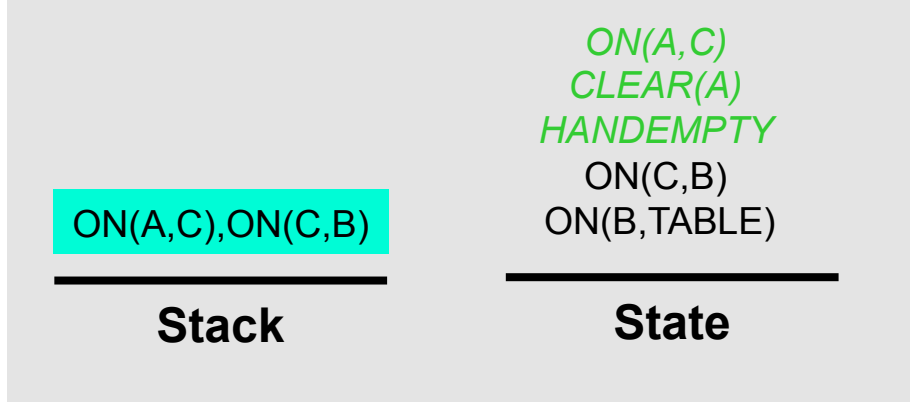 ON(A,C)
CLEAR(A)
HANDEMPTY
ON(C,B)
ON(B,TABLE)
ON(A,C),ON(C,B)
Stack
State